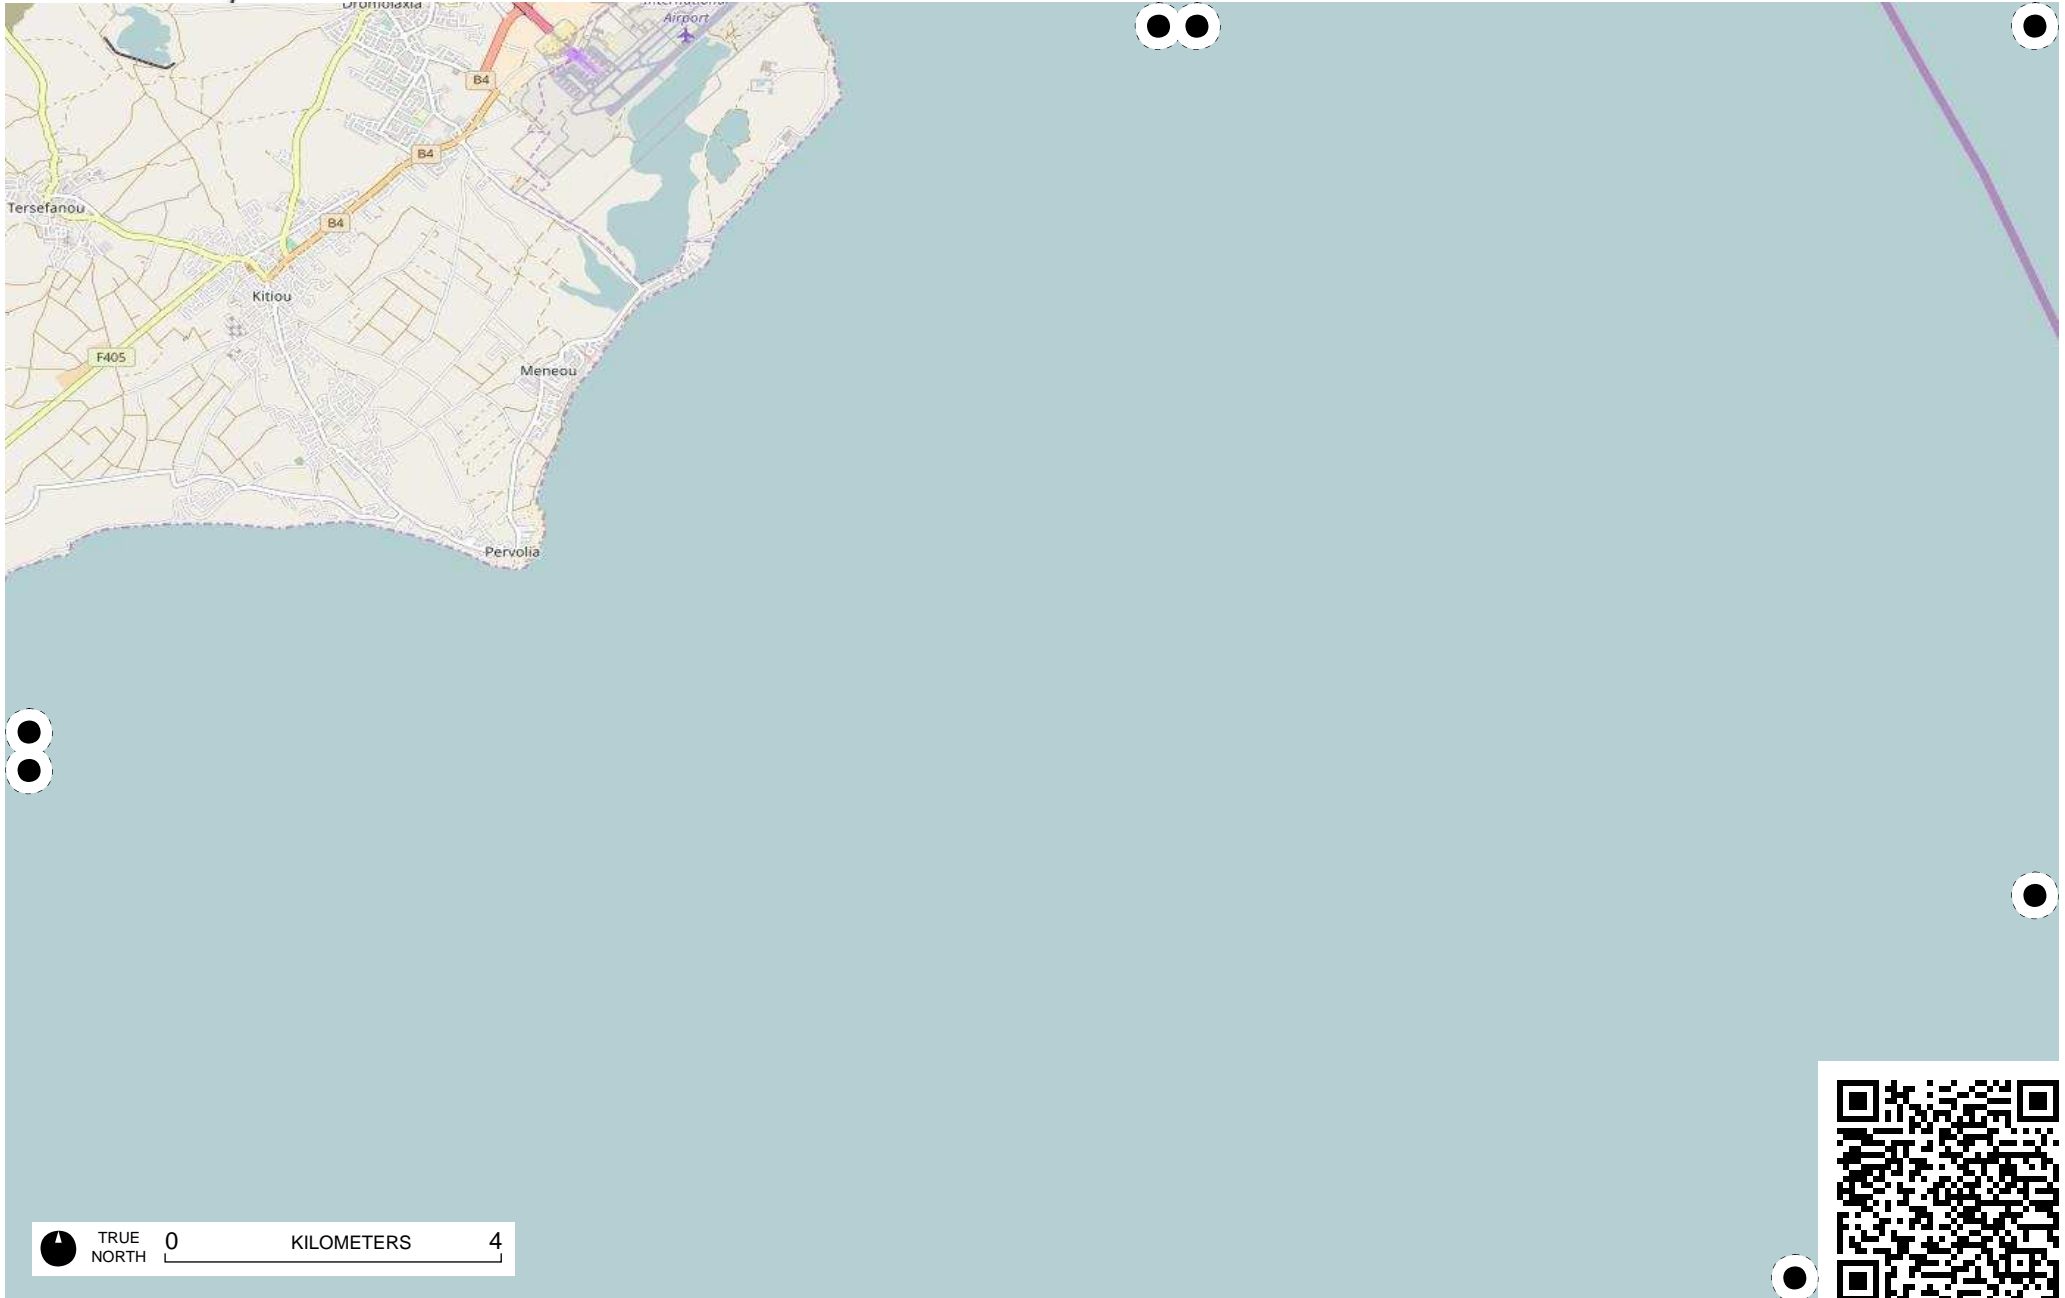 Dromolaxia
International
Airport
B4
B4
Tersefanou
B4
Kitiou
F405
Meneou
Pervolia
TRUE
NORTH
0 KILOMETERS 4